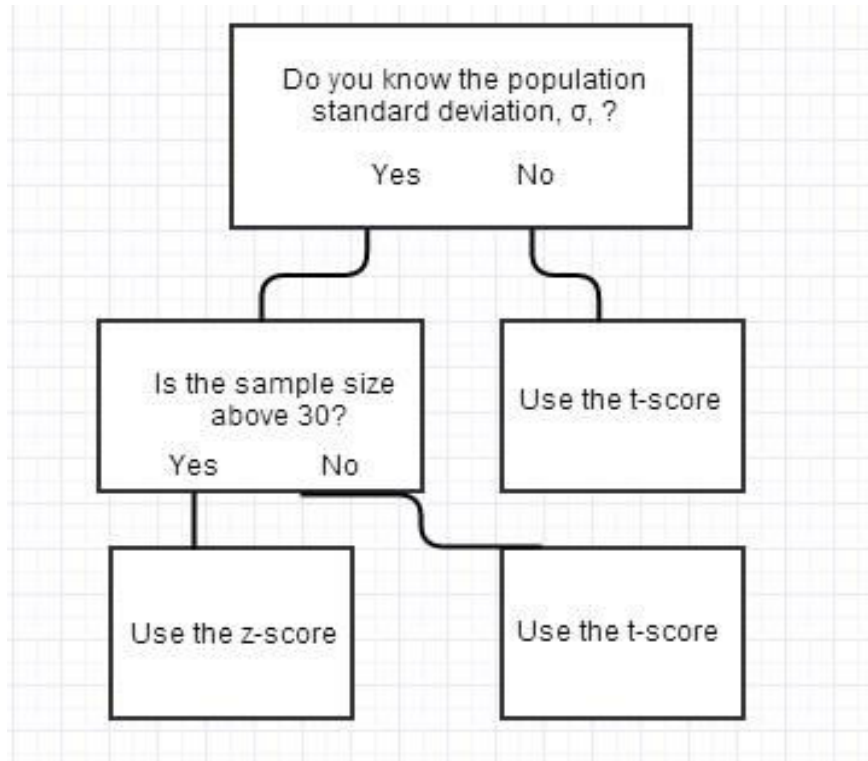 Do you know the population
standard deviation, σ, ?
Yes No
Is the sample size
above 30?
Yes No
Use the t-score
Use the z-score
Use the t-score